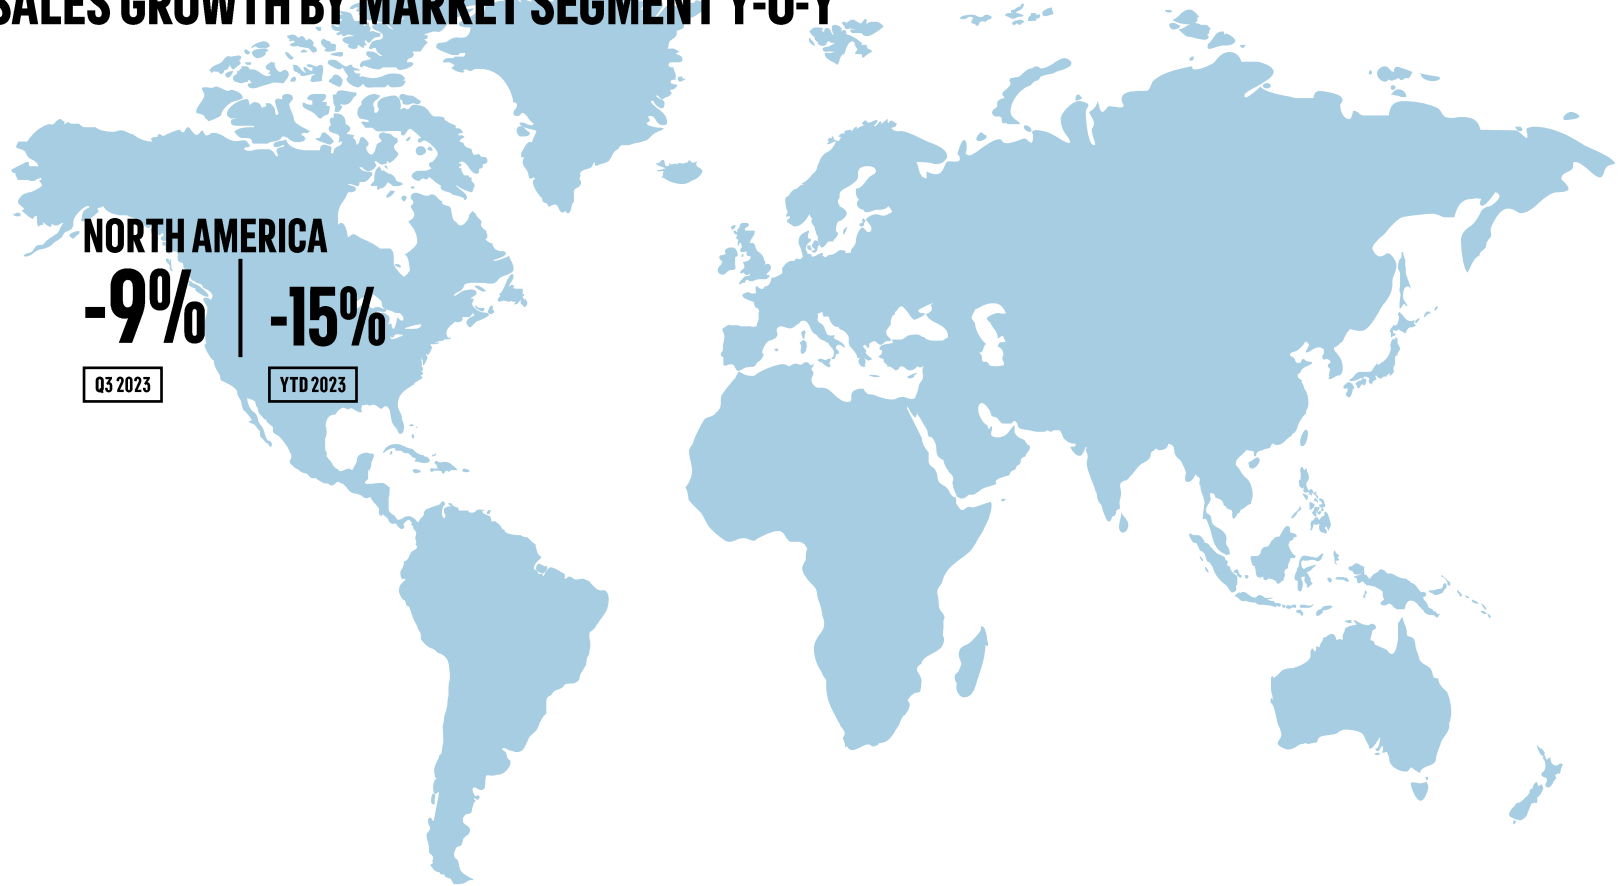 SALES GROWTH BY MARKET SEGMENT Y-O-Y
NORTH AMERICA
-9% -15%
Q3 2023 YTD 2023